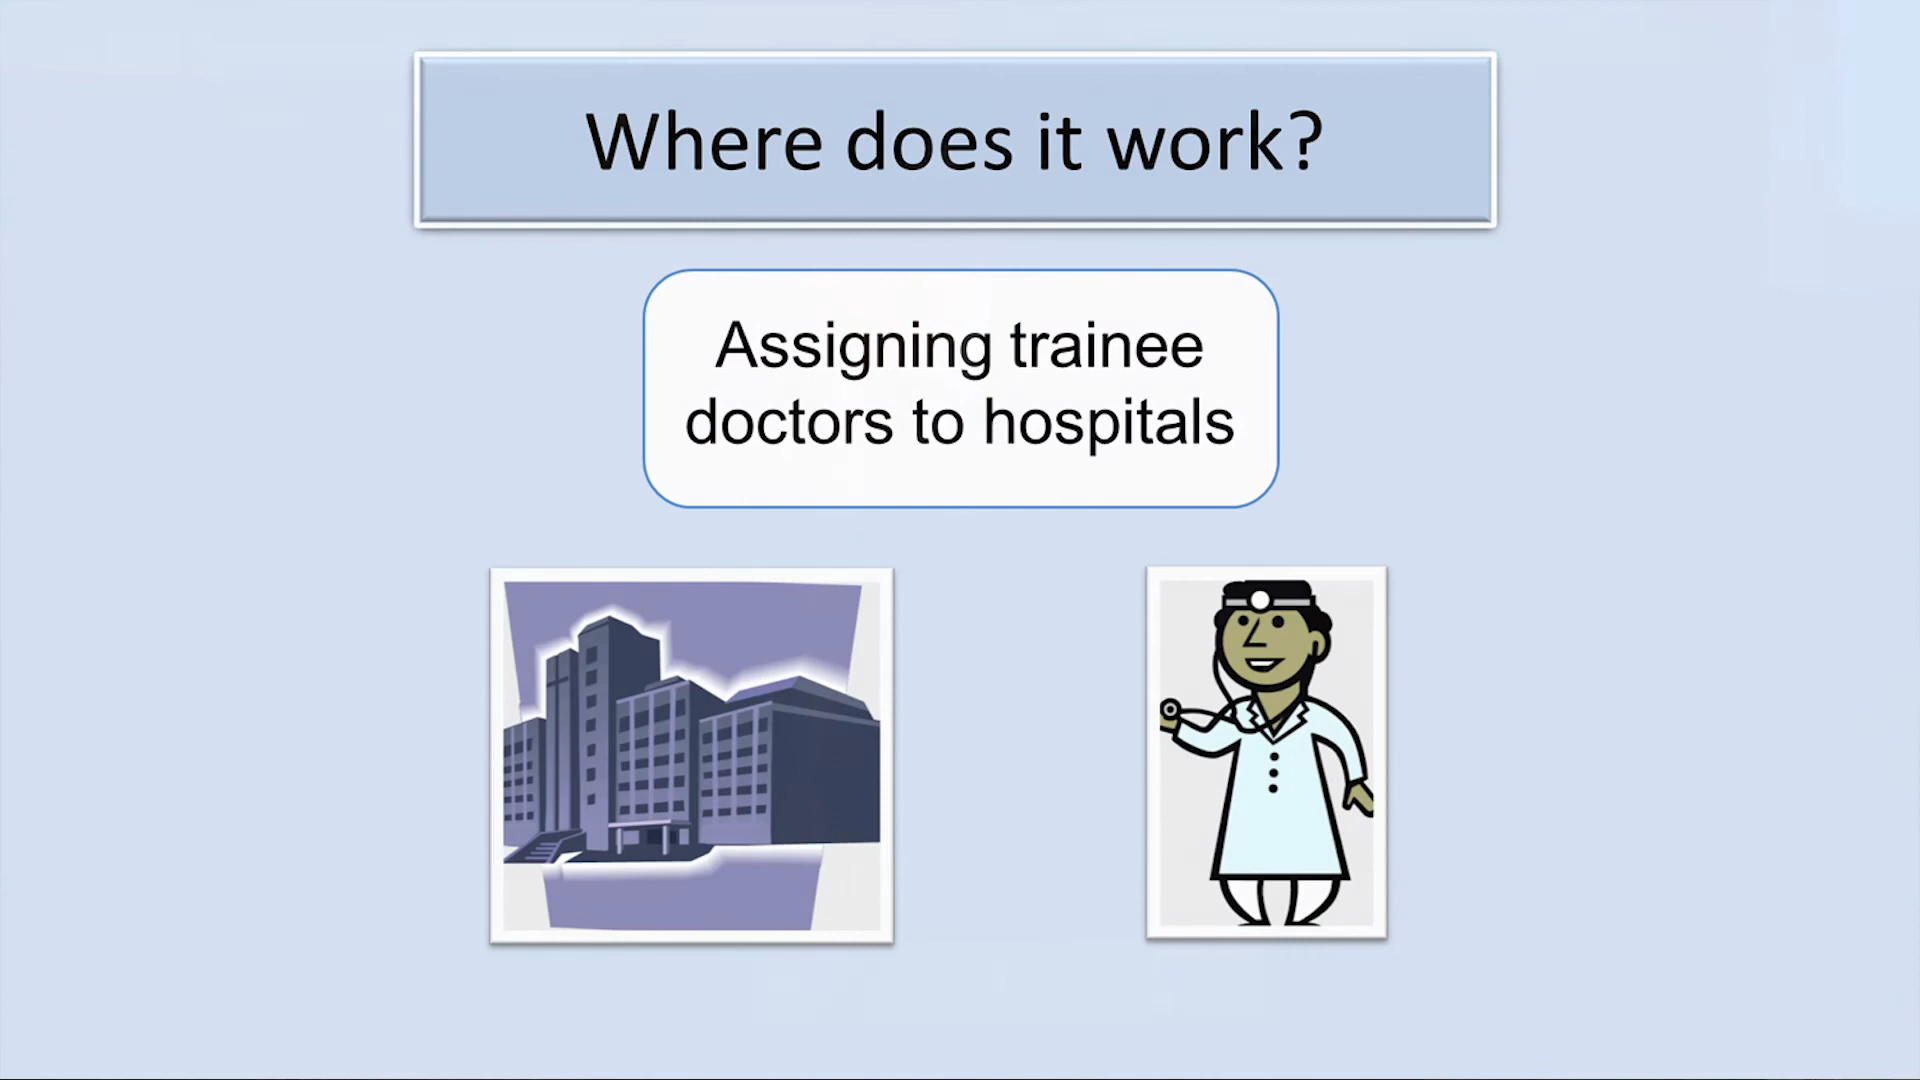 Where does it work?
Assigning trainee
doctors to hospitals